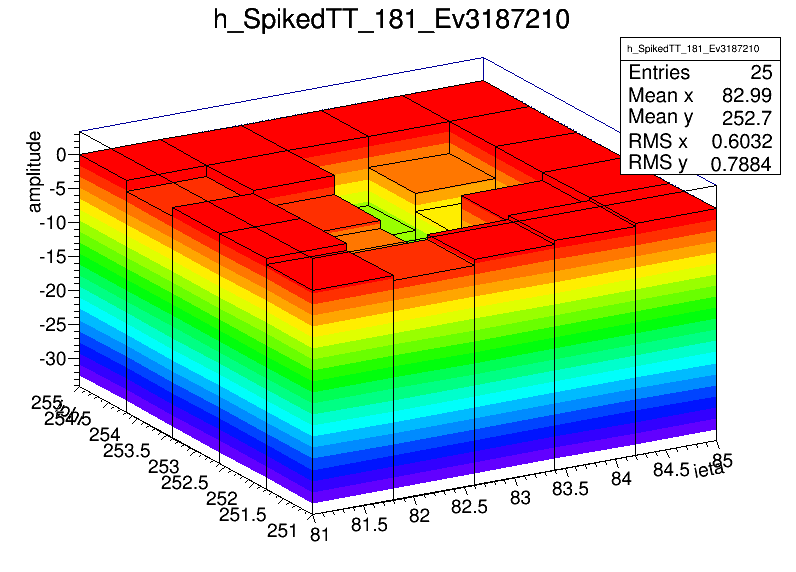 h_SpikedTT_181_Ev3187210
h_SpikedTT_181_Ev3187210
Entries 25
Mean x 82.99
Mean y 252.7
RMS x 0.6032
RMS y 0.7884
amplitude
0
-5
-10
-15
-20
-25
-30
255
254.5
254
253.5
253
252.5
252
251.5
251
81
81.5
82
82.5
83
83.5
84
84.5
85
ieta